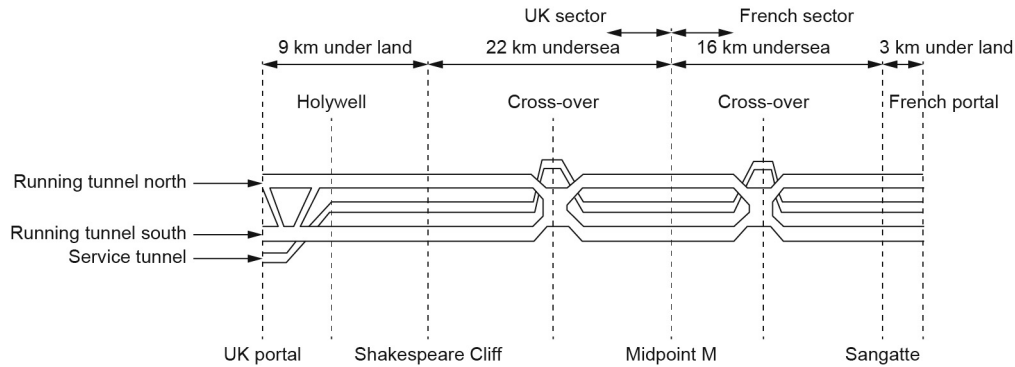 UK sector
French sector
9 km under land
22 km undersea
16 km undersea
3 km under land
Holywell
Cross-over
Cross-over
French portal
Running tunnel north
Running tunnel south
Service tunnel
UK portal
Shakespeare Cliff
Midpoint M
Sangatte